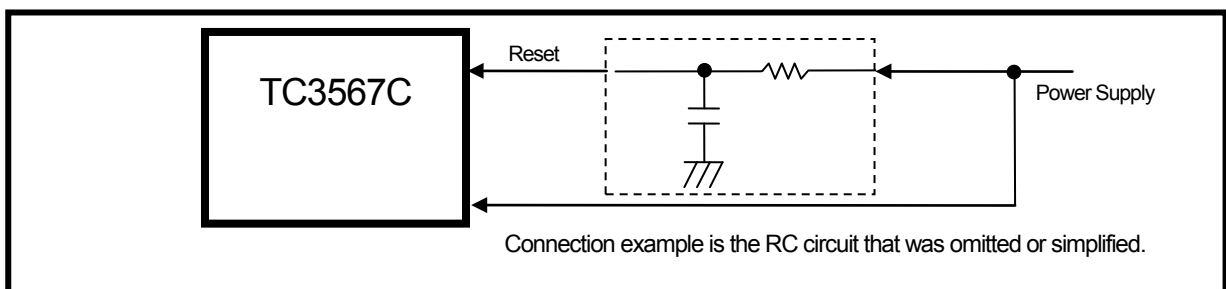 Reset
TC3567C
Power Supply
Connection example is the RC circuit that was omitted or simplified.